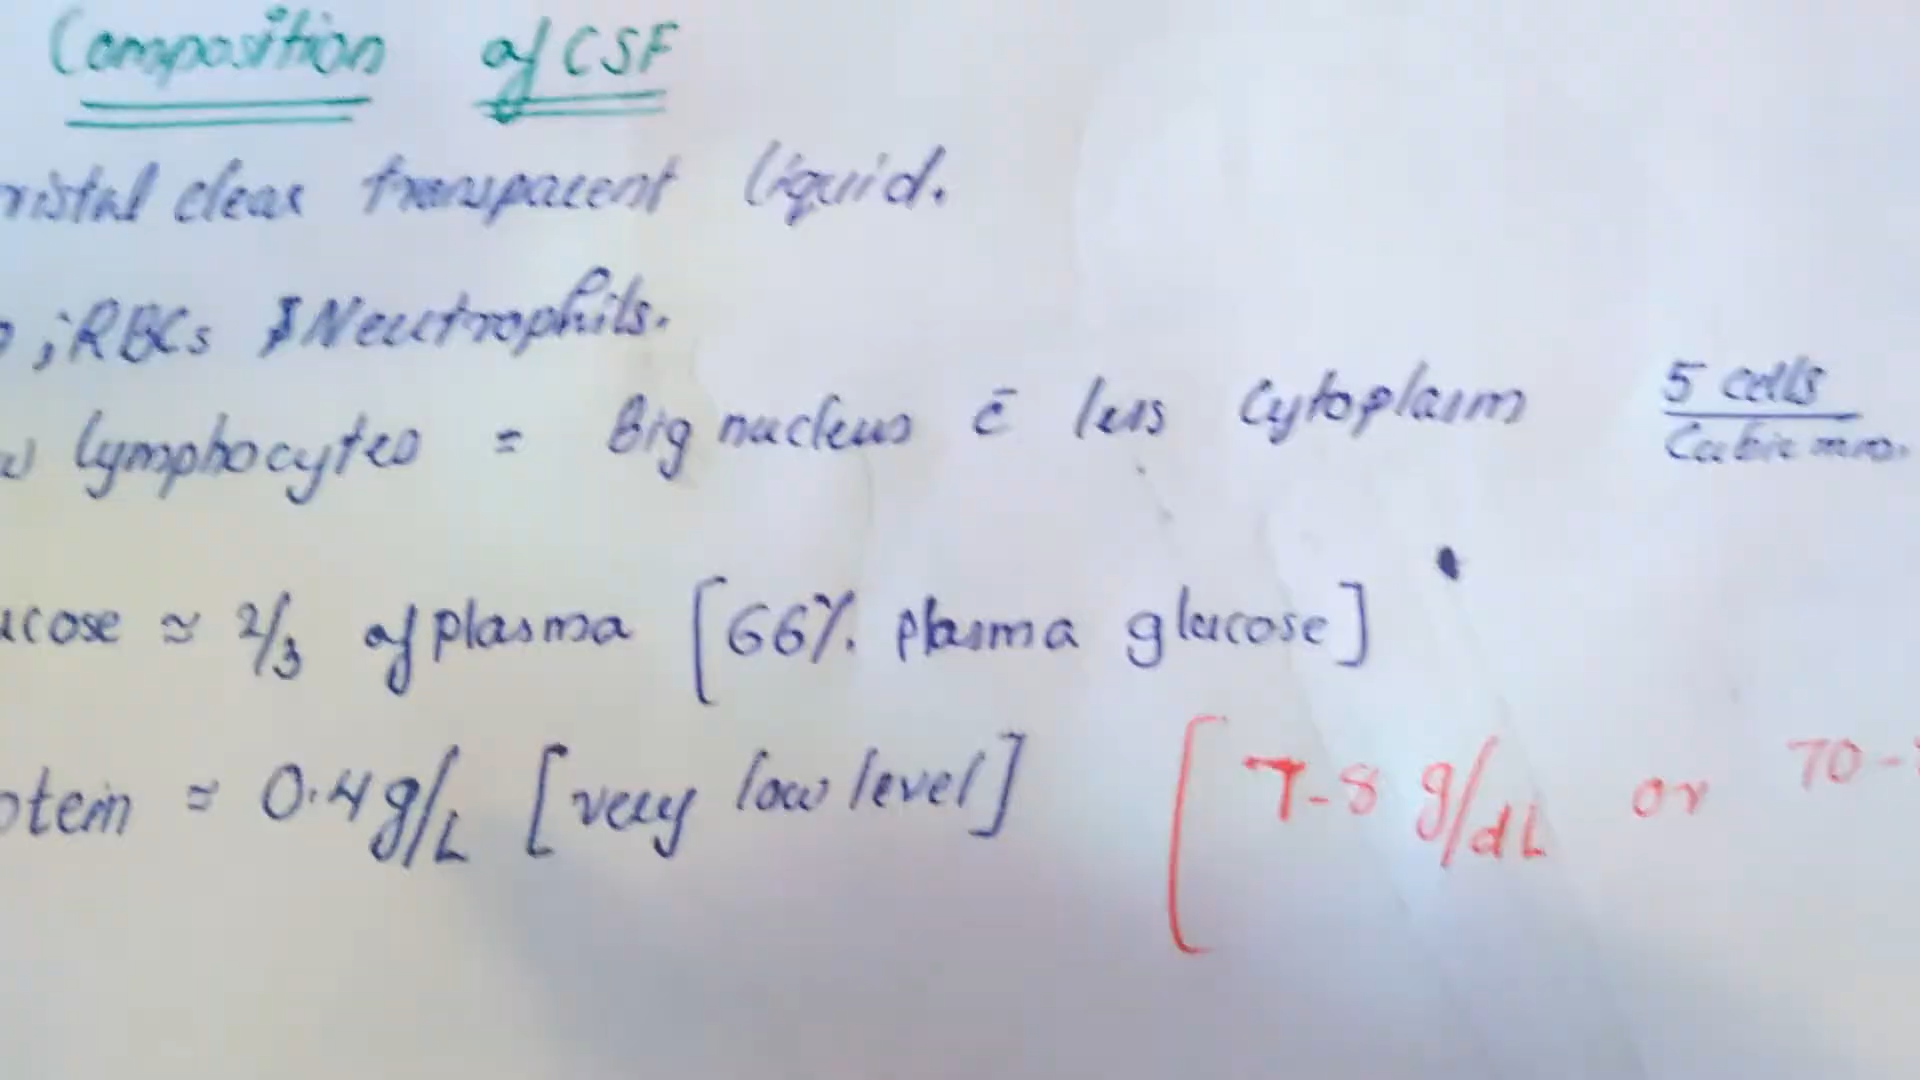 Composition of CSF
ristal clear transparent liquid.
o ; RBCs & Neutrophils.
w lymphocytes = Big nucleus c̄ less Cytoplasm 5 cells / Cubic mm.
ucose ≈ 2/3 of plasma [66% plasma glucose]
otein ≈ 0.4g/L [very low level] [7-8 g/dL or 70-